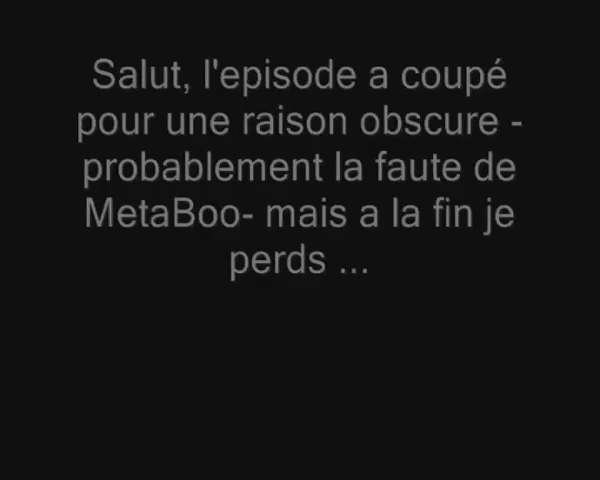 Salut, l'episode a coupé
pour une raison obscure -
probablement la faute de
MetaBoo- mais a la fin je
perds ...